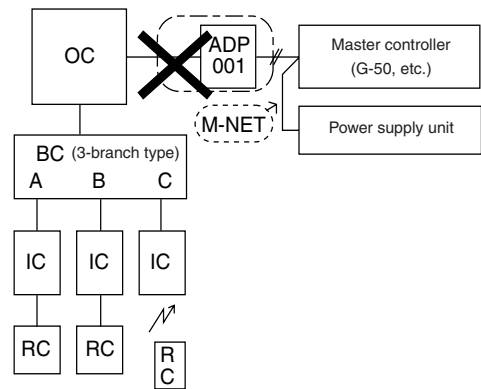 OC
ADP
001
Master controller
(G-50, etc.)
M-NET
Power supply unit
BC (3-branch type)
A B C
IC IC IC
RC RC R
C